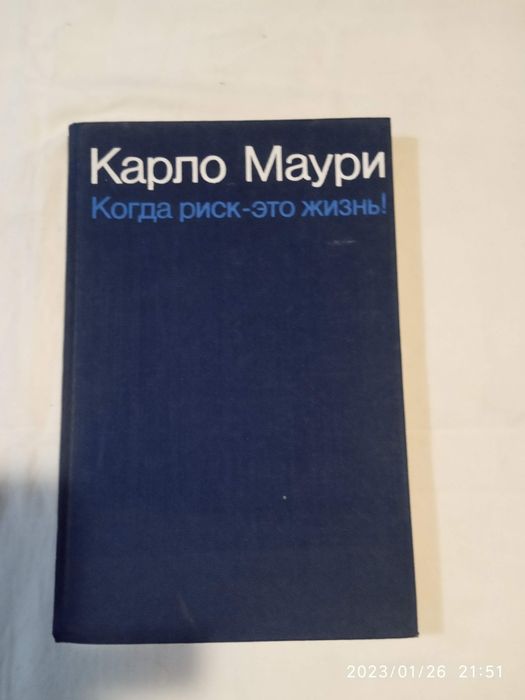 Карло Маури
Когда риск-это жизнь!
2023/01/26 21:51